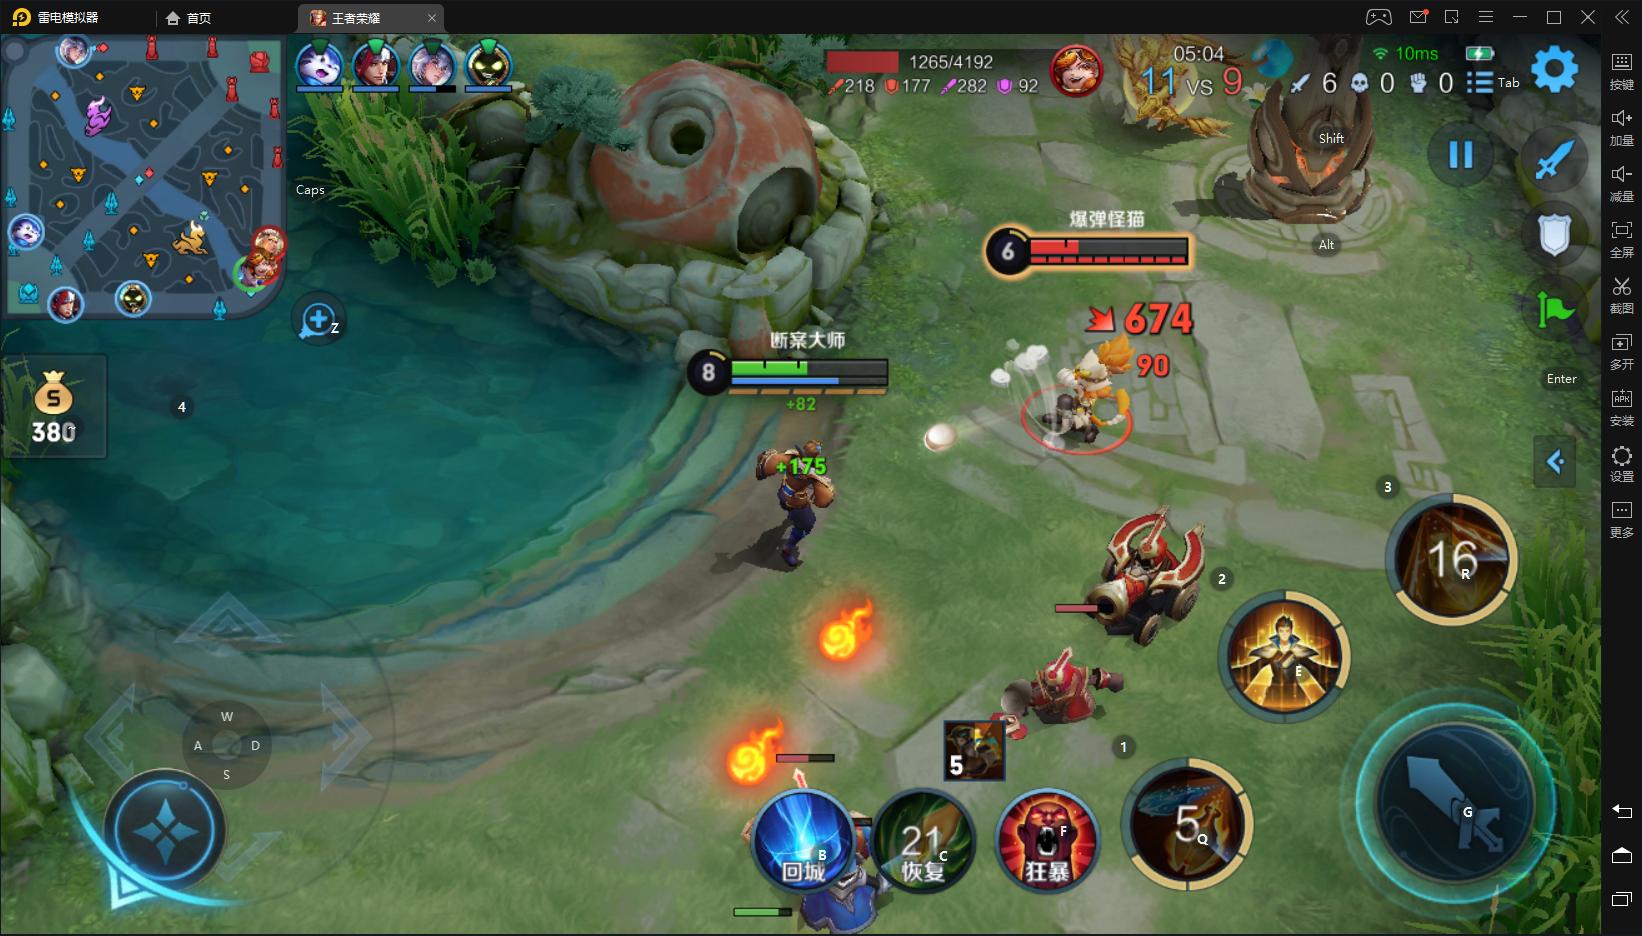 雷电模拟器
首页
王者荣耀
1265/4192
218 177 282 92
05:04
11 VS 9
10ms
6 0 0 Tab
Shift
Alt
Caps
Z
4
S
380
爆弹怪猫
6
674
90
断案大师
8
+82
+175
Enter
3
16
R
2
E
1
5
Q
G
W
A D
S
5
B
回城
21
C
恢复
F
狂暴
按键
加量
减量
全屏
截图
多开
APK
安装
设置
更多